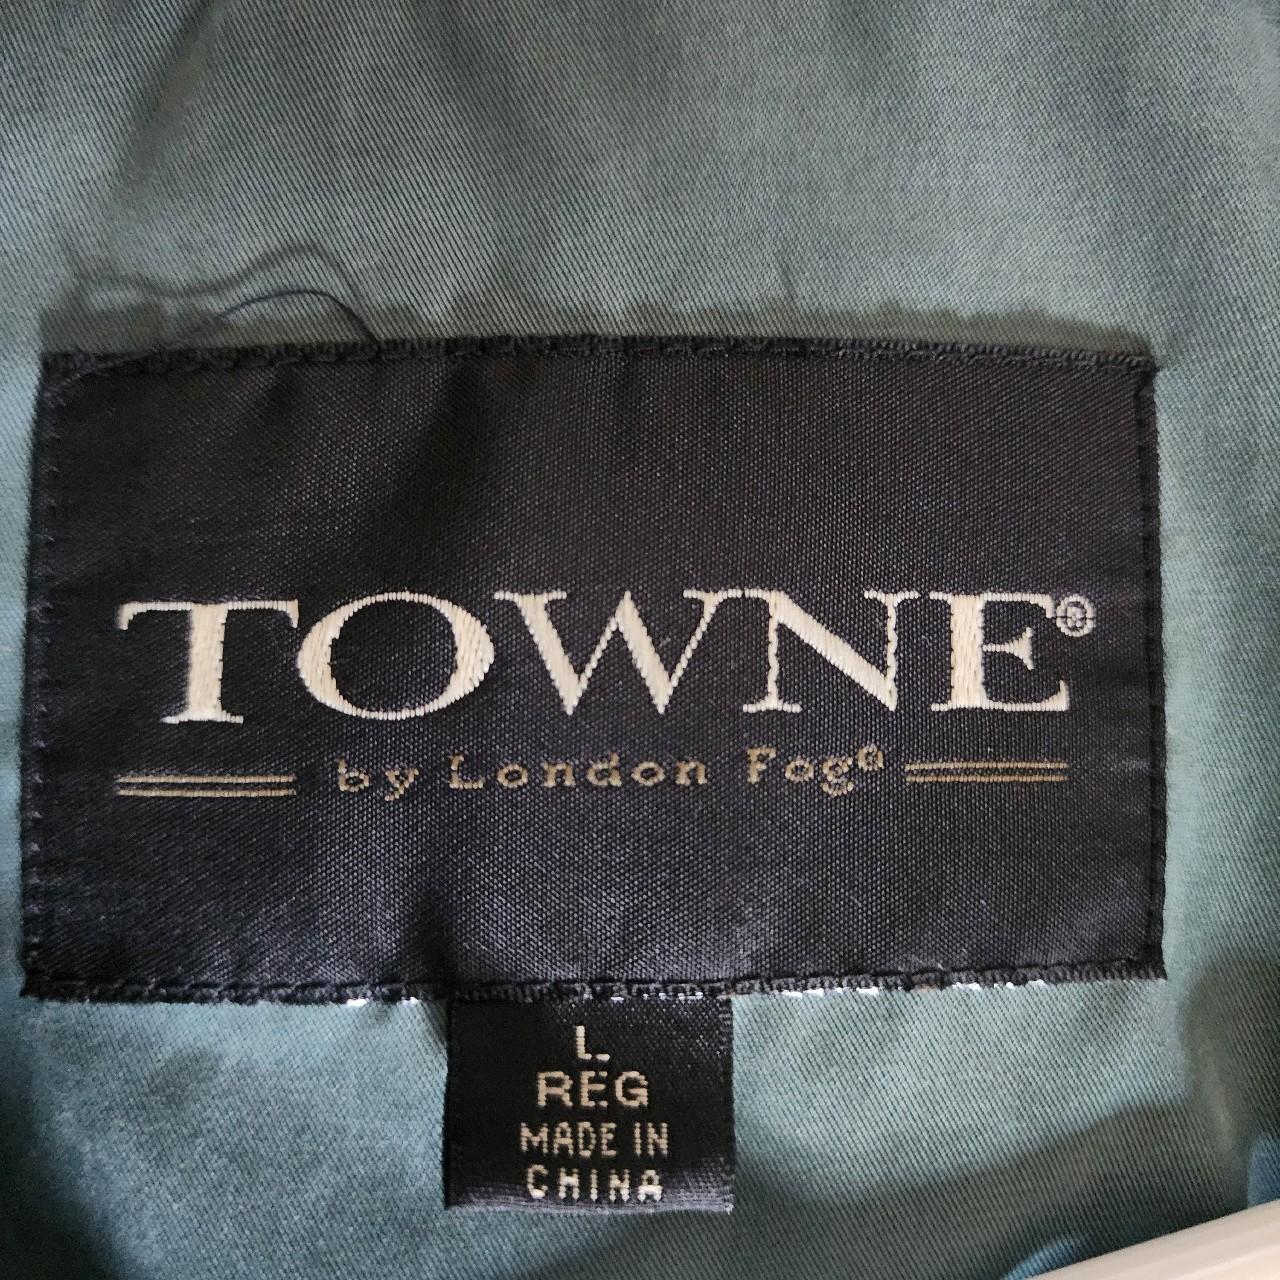 TOWNE®
by London Fog®
L
REG
MADE IN
CHINA